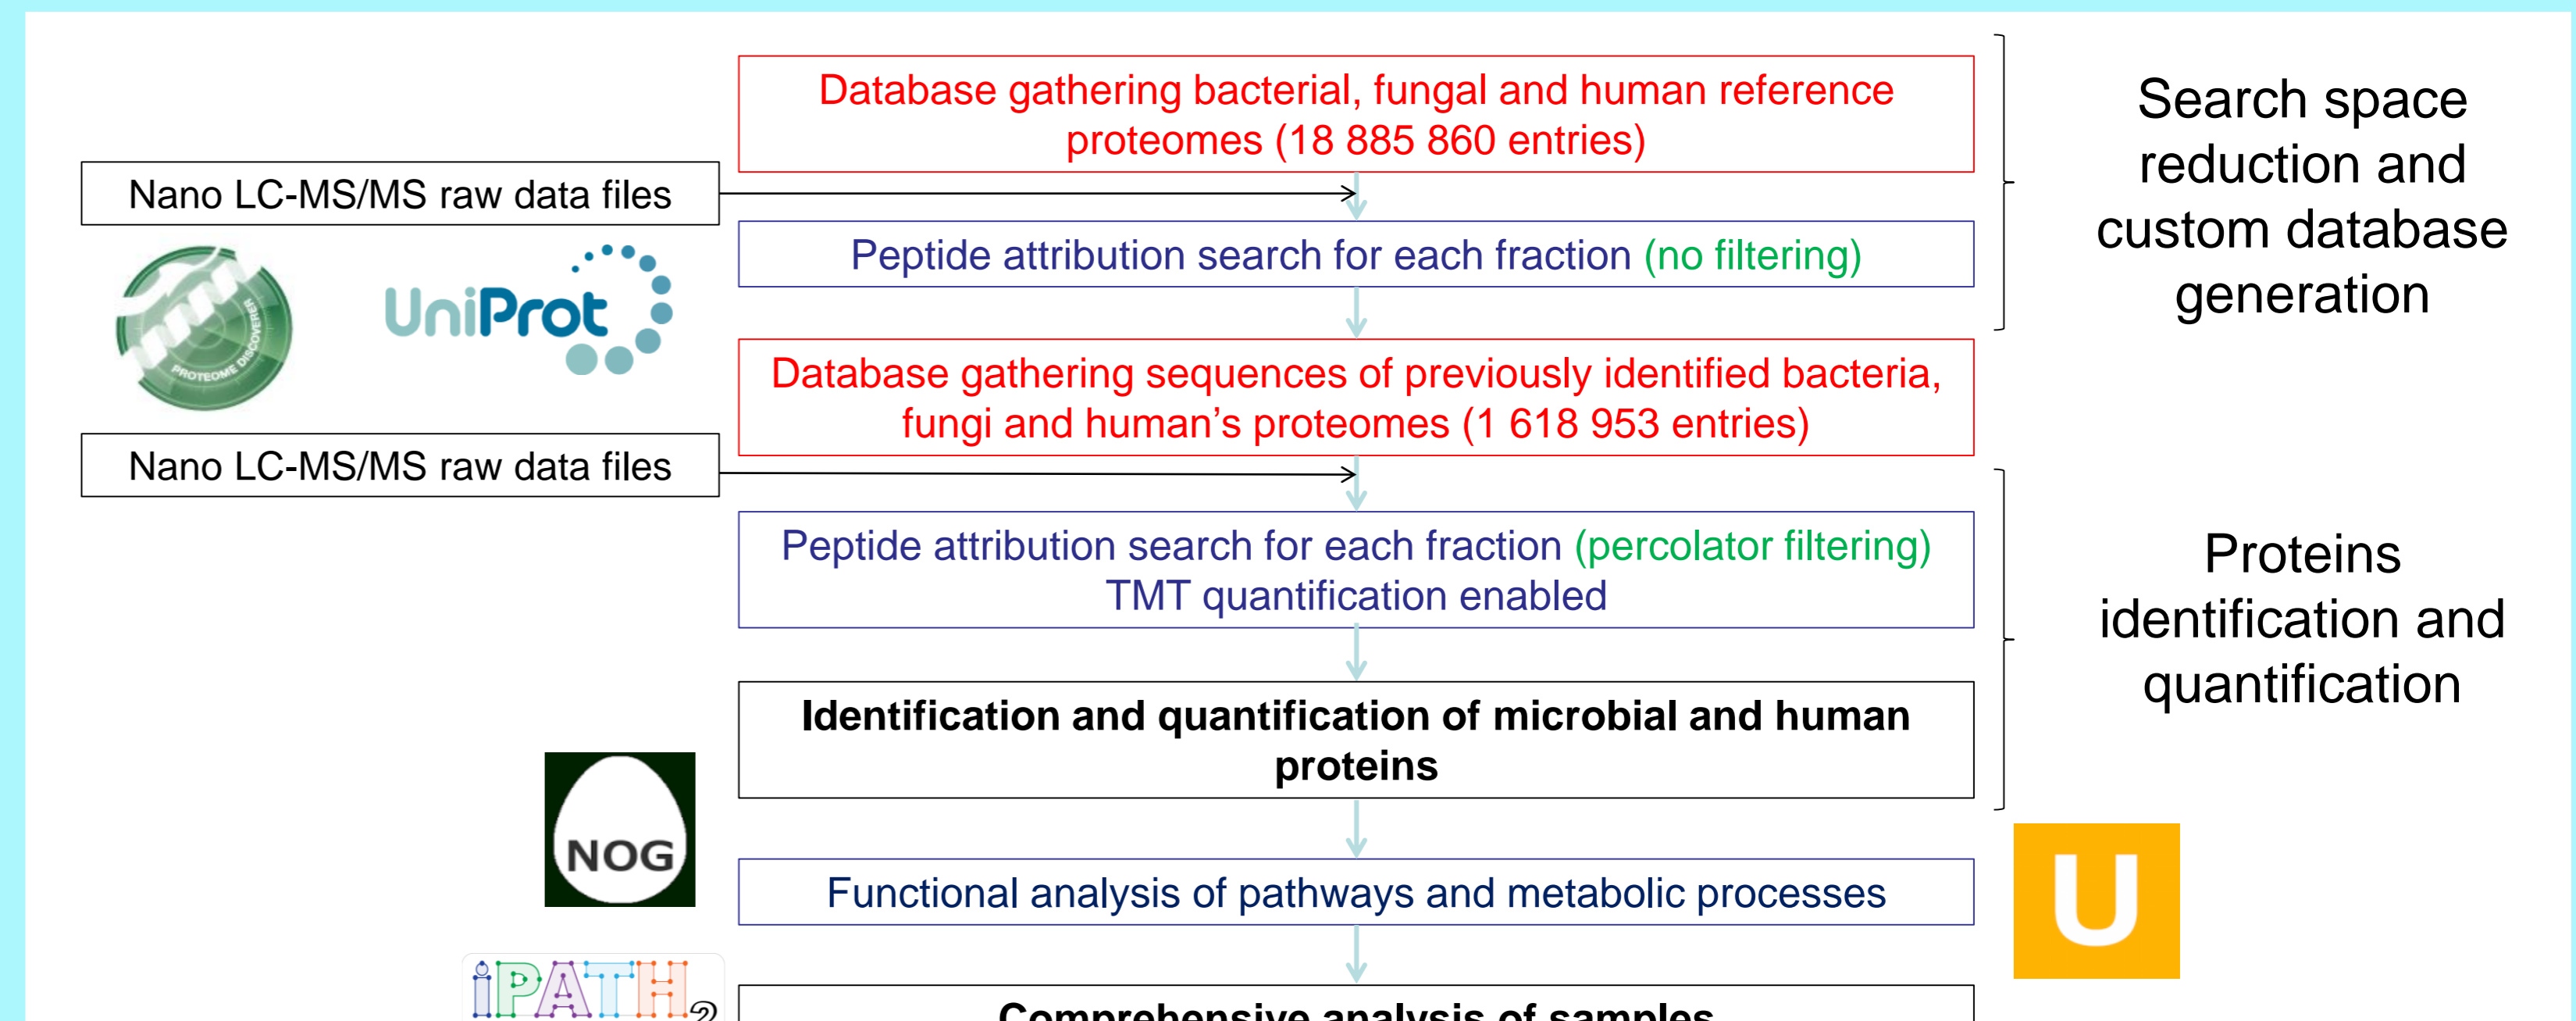 Database gathering bacterial, fungal and human reference
proteomes (18 885 860 entries)
Search space
reduction and
custom database
generation
Nano LC-MS/MS raw data files
Peptide attribution search for each fraction (no filtering)
PROTEOME DISCOVERER
UniProt
Database gathering sequences of previously identified bacteria,
fungi and human’s proteomes (1 618 953 entries)
Nano LC-MS/MS raw data files
Peptide attribution search for each fraction (percolator filtering)
TMT quantification enabled
Proteins
identification and
quantification
Identification and quantification of microbial and human
proteins
NOG
Functional analysis of pathways and metabolic processes
U
iPATH2
Comprehensive analysis of samples